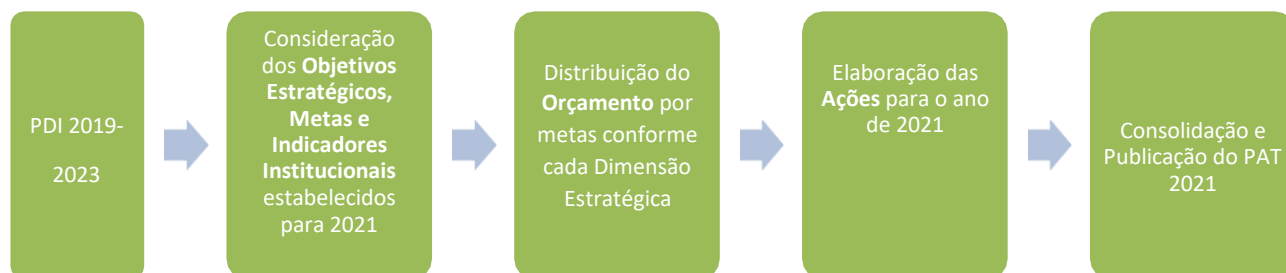 PDI 2019-
2023
Consideração
dos Objetivos
Estratégicos,
Metas e
Indicadores
Institucionais
estabelecidos
para 2021
Distribuição do
Orçamento por
metas conforme
cada Dimensão
Estratégica
Elaboração das
Ações para o ano
de 2021
Consolidação e
Publicação do PAT
2021